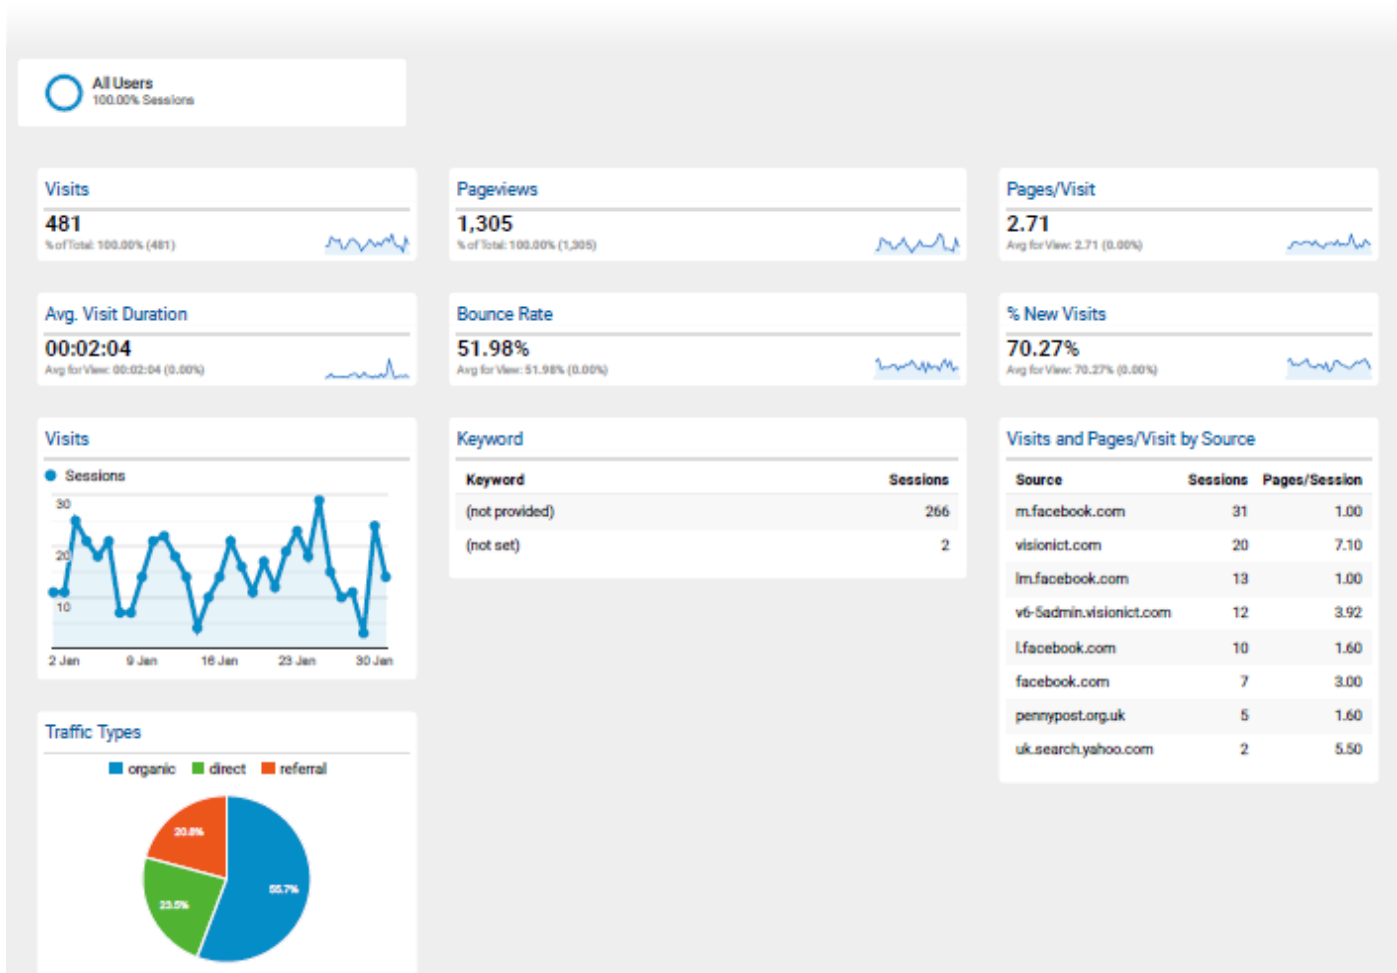 All Users
100.00% Sessions
Visits
481
% of Total: 100.00% (481)
Pageviews
1,305
% of Total: 100.00% (1,305)
Pages/Visit
2.71
Avg for View: 2.71 (0.00%)
Avg. Visit Duration
00:02:04
Avg for View: 00:02:04 (0.00%)
Bounce Rate
51.98%
Avg for View: 51.98% (0.00%)
% New Visits
70.27%
Avg for View: 70.27% (0.00%)
Visits
Sessions
30
20
10
2 Jan 9 Jan 16 Jan 23 Jan 30 Jan
Keyword
Keyword Sessions
(not provided) 266
(not set) 2
Visits and Pages/Visit by Source
Source Sessions Pages/Session
m.facebook.com 31 1.00
visionict.com 20 7.10
lm.facebook.com 13 1.00
v6-5admin.visionict.com 12 3.92
l.facebook.com 10 1.60
facebook.com 7 3.00
pennypost.org.uk 5 1.60
uk.search.yahoo.com 2 5.50
Traffic Types
organic direct referral
20.8%
55.7%
23.5%